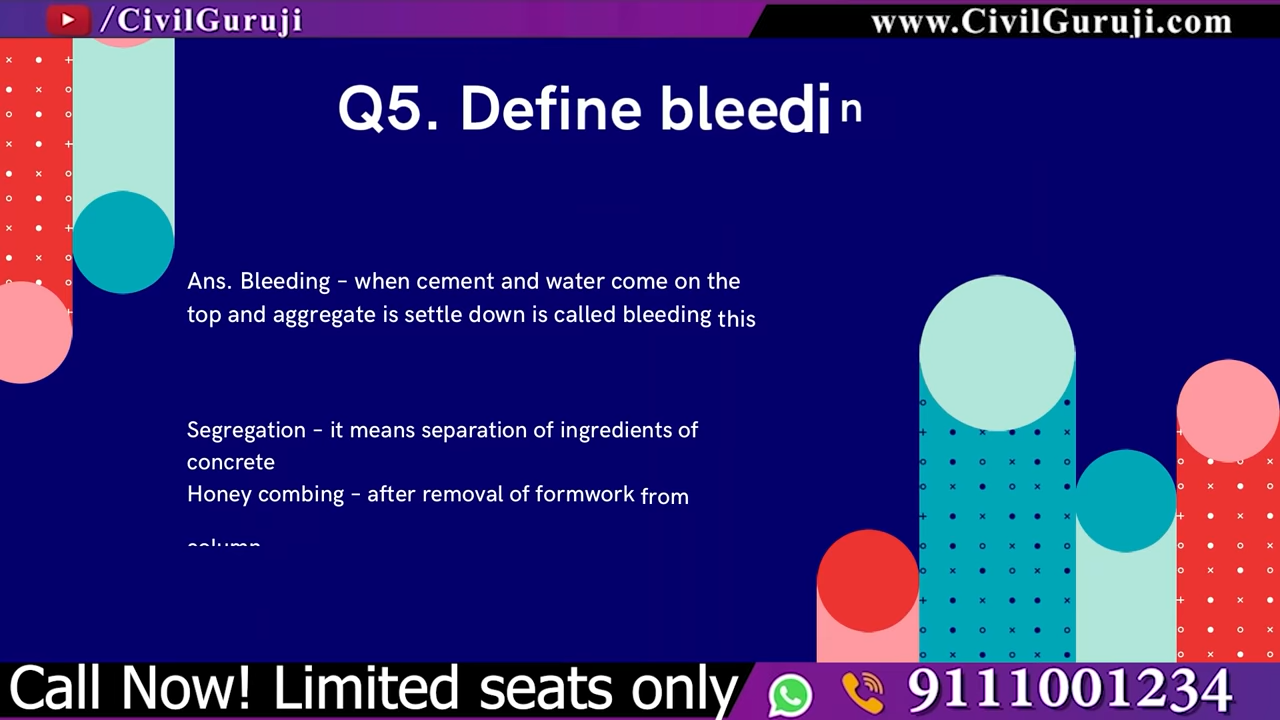 /CivilGuruji
www.CivilGuruji.com
Q5. Define bleedin
Ans. Bleeding – when cement and water come on the
top and aggregate is settle down is called bleeding this
Segregation – it means separation of ingredients of
concrete
Honey combing – after removal of formwork from
Call Now! Limited seats only
9111001234